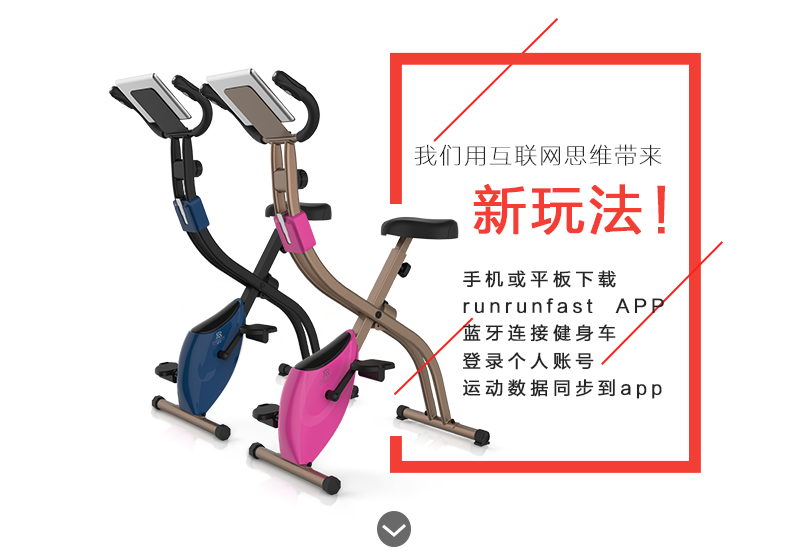 我们用互联网思维带来
新玩法！
手机或平板下载
runrunfast APP
蓝牙连接健身车
登录个人账号
运动数据同步到app